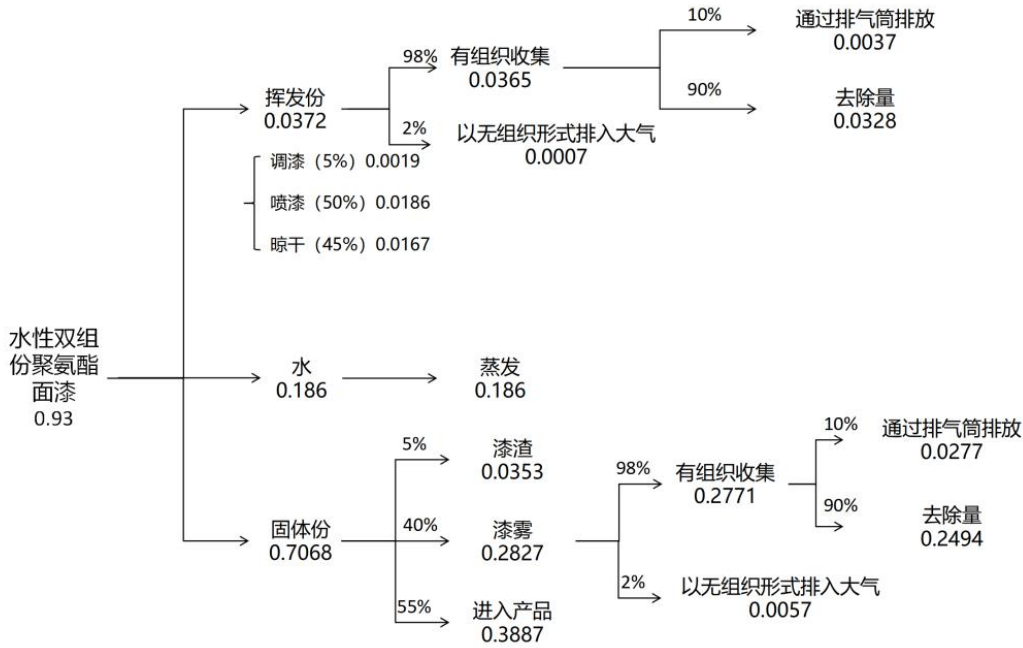 10%
通过排气筒排放
0.0037
98%
有组织收集
0.0365
90%
去除量
0.0328
挥发份
0.0372
2%
以无组织形式排入大气
0.0007
调漆（5%）0.0019
喷漆（50%）0.0186
晾干（45%）0.0167
水性双组
份聚氨酯
面漆
0.93
水
0.186
蒸发
0.186
固体份
0.7068
5%
漆渣
0.0353
40%
漆雾
0.2827
55%
进入产品
0.3887
98%
有组织收集
0.2771
10%
通过排气筒排放
0.0277
90%
去除量
0.2494
2%
以无组织形式排入大气
0.0057